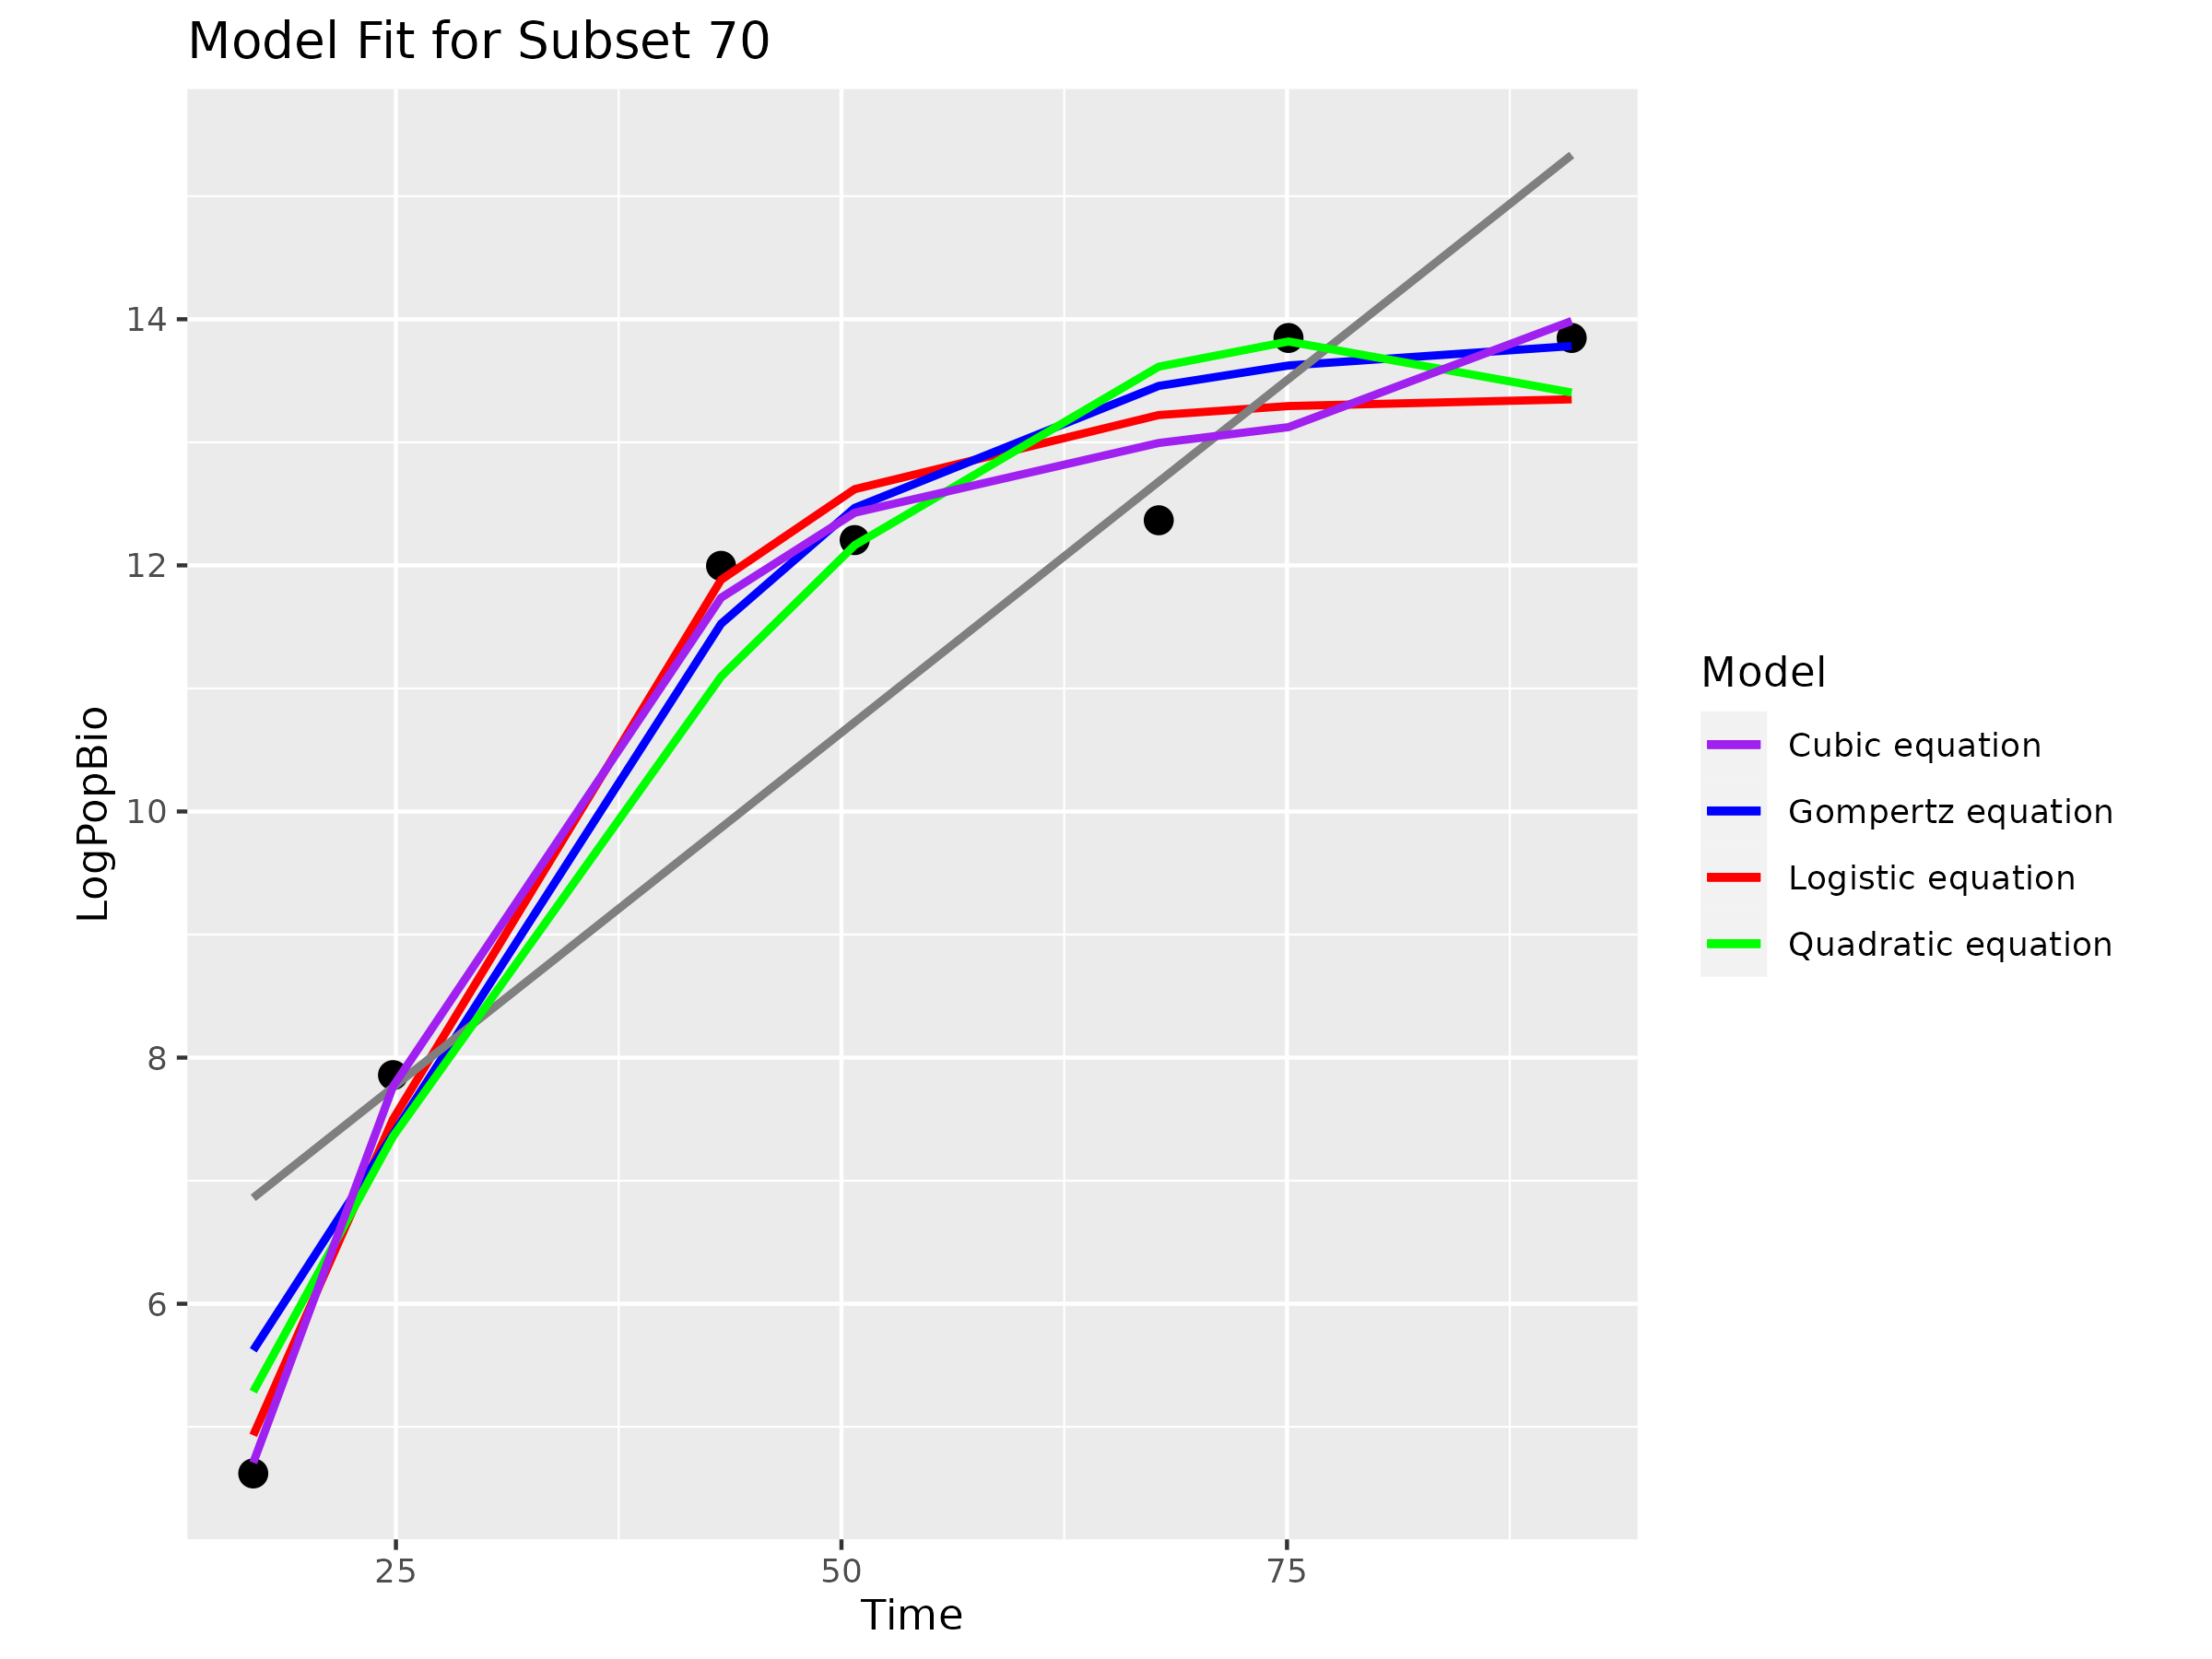 Model Fit for Subset 70
LogPopBio
14
12
10
8
6
25 50 75
Time
Model
Cubic equation
Gompertz equation
Logistic equation
Quadratic equation